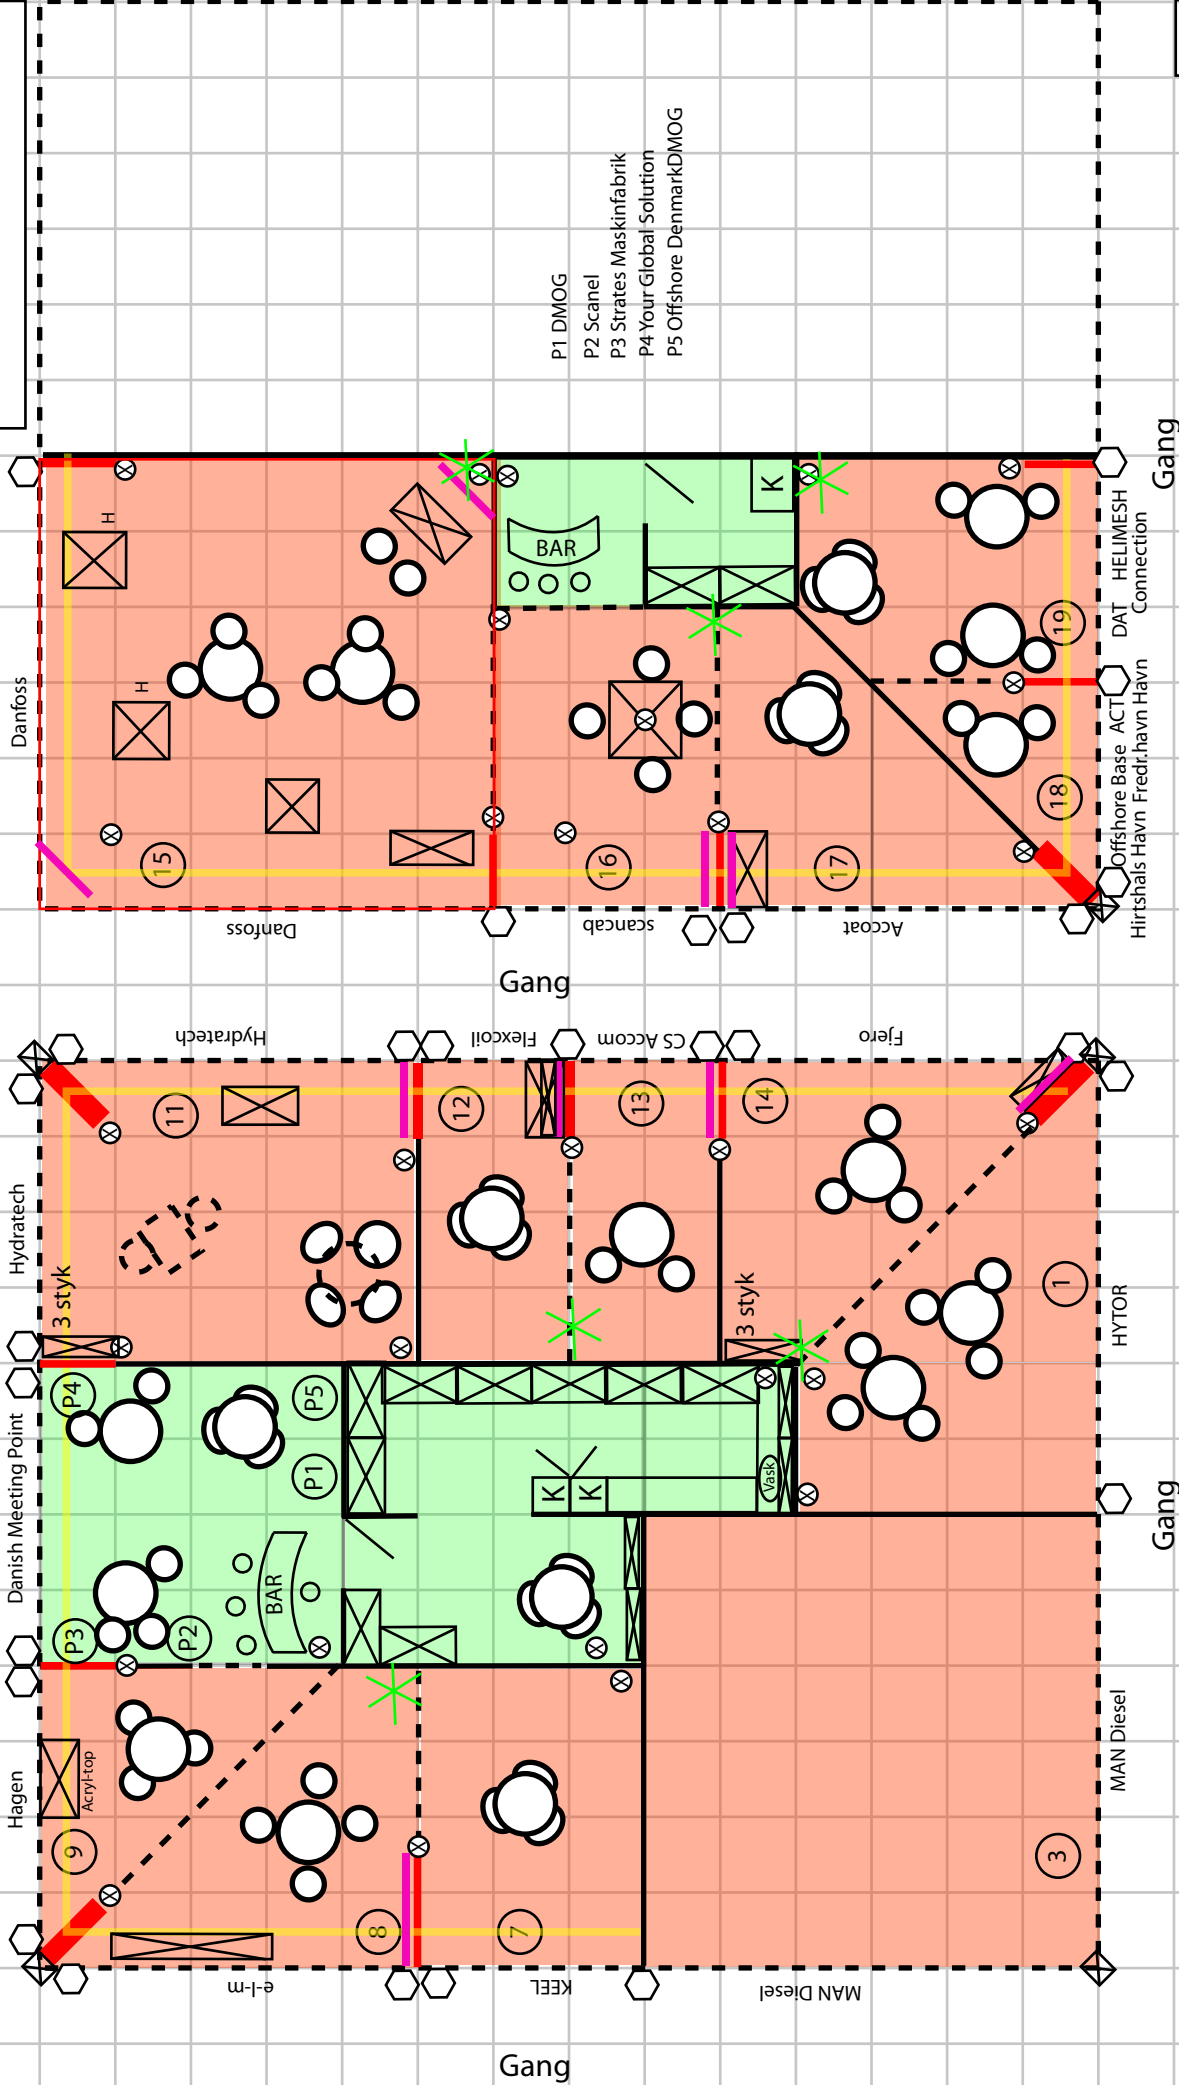 P1 DMOG
P2 Scanel
P3 Strates Maskinfabrik
P4 Your Global Solution
P5 Offshore DenmarkDMOG
Gang
Danfoss
H
H
BAR
K
15
16
17
18
19
HELIMESH
Connection
DAT
ACT
Offshore Base
Hirtshals Havn Fredr.havn Havn
Danfoss
scancab
Accoat
Gang
Hydratech
Flexcoil
CS Accom
Fjero
11
12
13
14
Hydratech
3 styk
3 styk
1
HYTOR
Danish Meeting Point
P4
P5
P1
P3
P2
BAR
K
K
Vask
Gang
Hagen
Acryl-top
9
8
7
3
MAN Diesel
e-l-m
KEEL
MAN Diesel
Gang